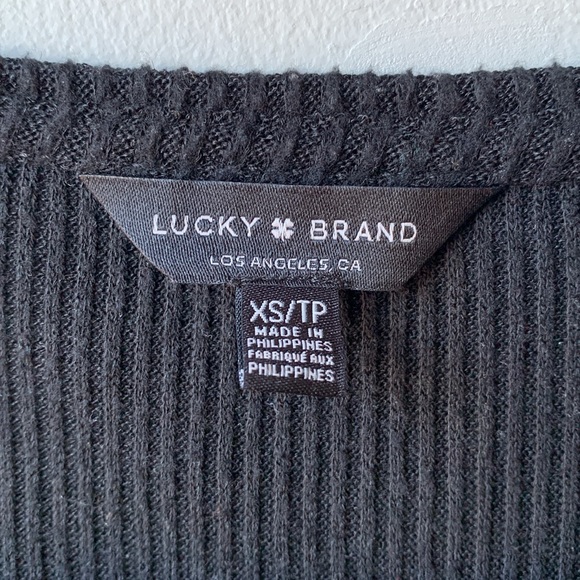 LUCKY BRAND
LOS ANGELES, CA
XS/TP
MADE IN
PHILIPPINES
FABRIQUÉ AUX
PHILIPPINES